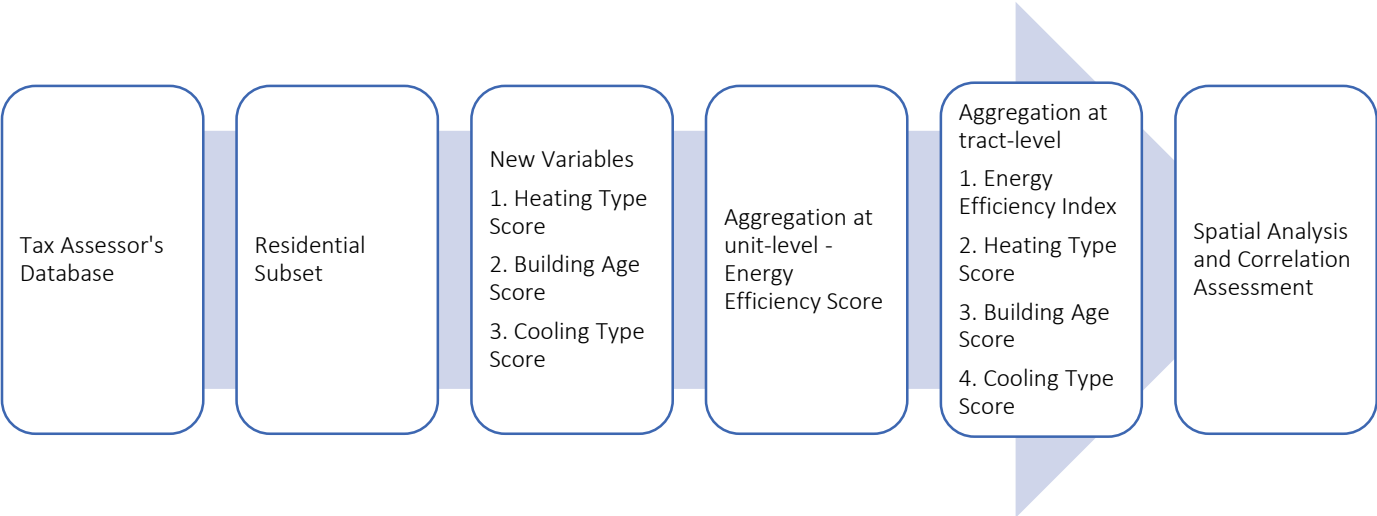 Tax Assessor's
Database
Residential
Subset
New Variables
1. Heating Type
Score
2. Building Age
Score
3. Cooling Type
Score
Aggregation at
unit-level -
Energy
Efficiency Score
Aggregation at
tract-level
1. Energy
Efficiency Index
2. Heating Type
Score
3. Building Age
Score
4. Cooling Type
Score
Spatial Analysis
and Correlation
Assessment